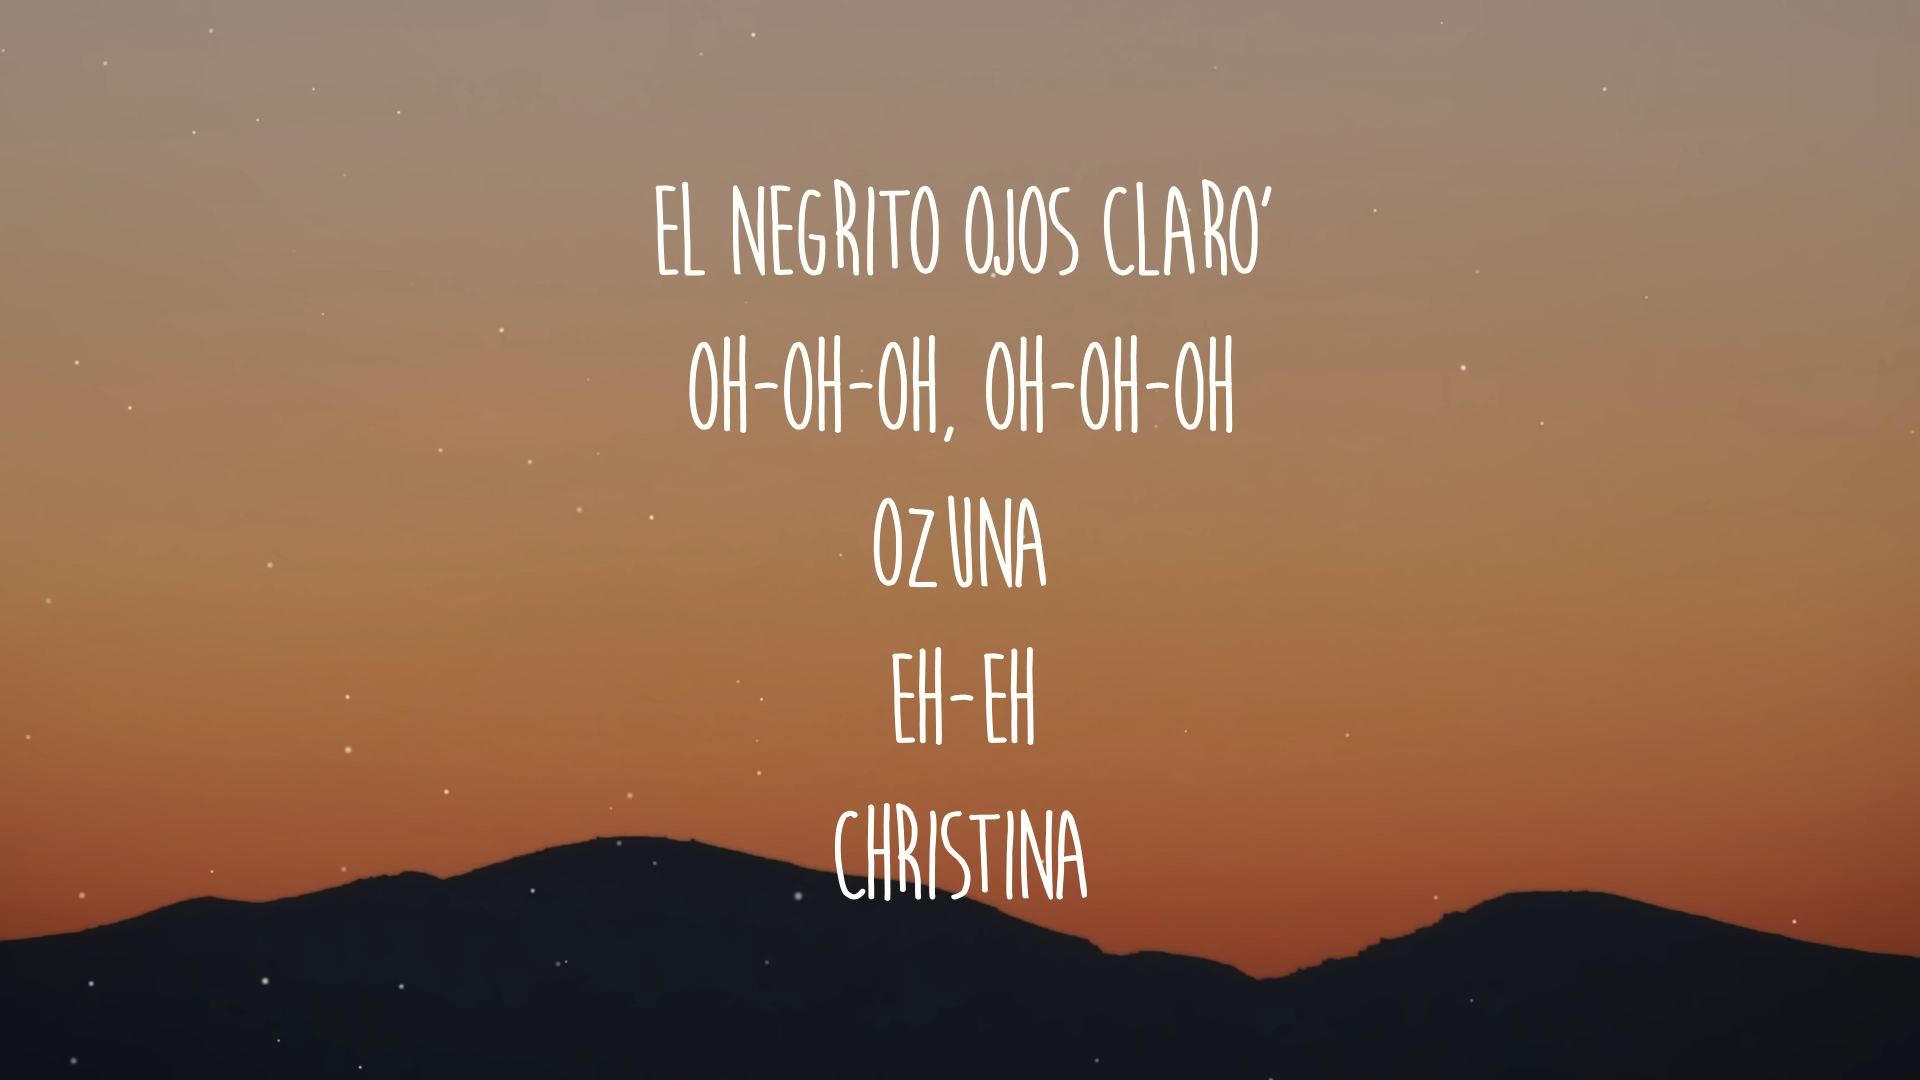 EL NEGRITO OJOS CLARO'
OH-OH-OH, OH-OH-OH
OZUNA
EH-EH
CHRISTINA